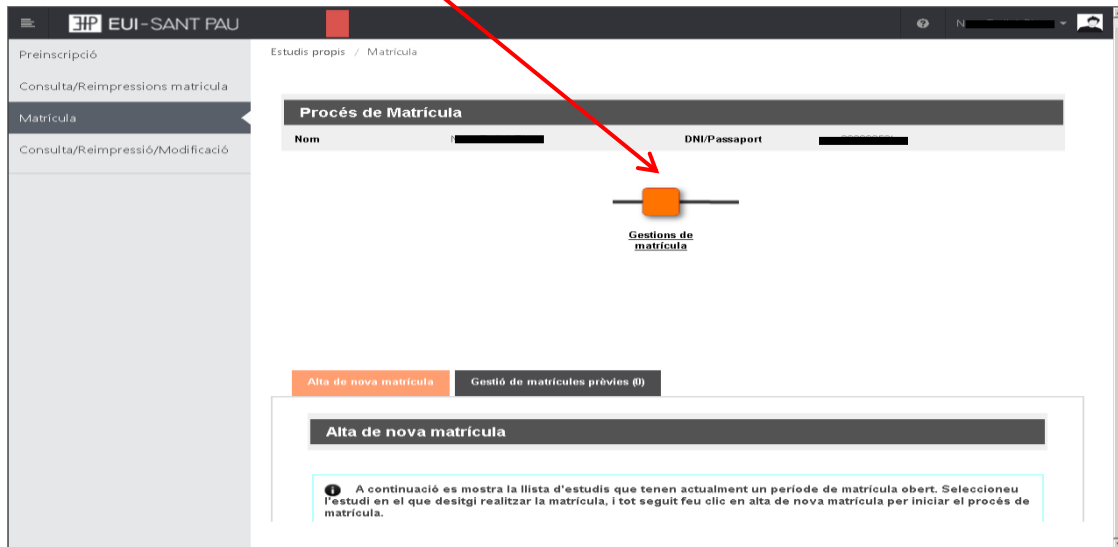 EUI-SANT PAU
Preinscripció
Consulta/Reimpressions matrícula
Matrícula
Consulta/Reimpressió/Modificació
Estudis propis / Matrícula
Procés de Matrícula
Nom
DNI/Passaport
Gestions de
matrícula
Alta de nova matrícula
Gestió de matrícules prèvies (0)
Alta de nova matrícula
A continuació es mostra la llista d'estudis que tenen actualment un període de matrícula obert. Seleccioneu
l'estudi en el que desitgi realitzar la matrícula, i tot seguit feu clic en alta de nova matrícula per iniciar el procés de
matrícula.